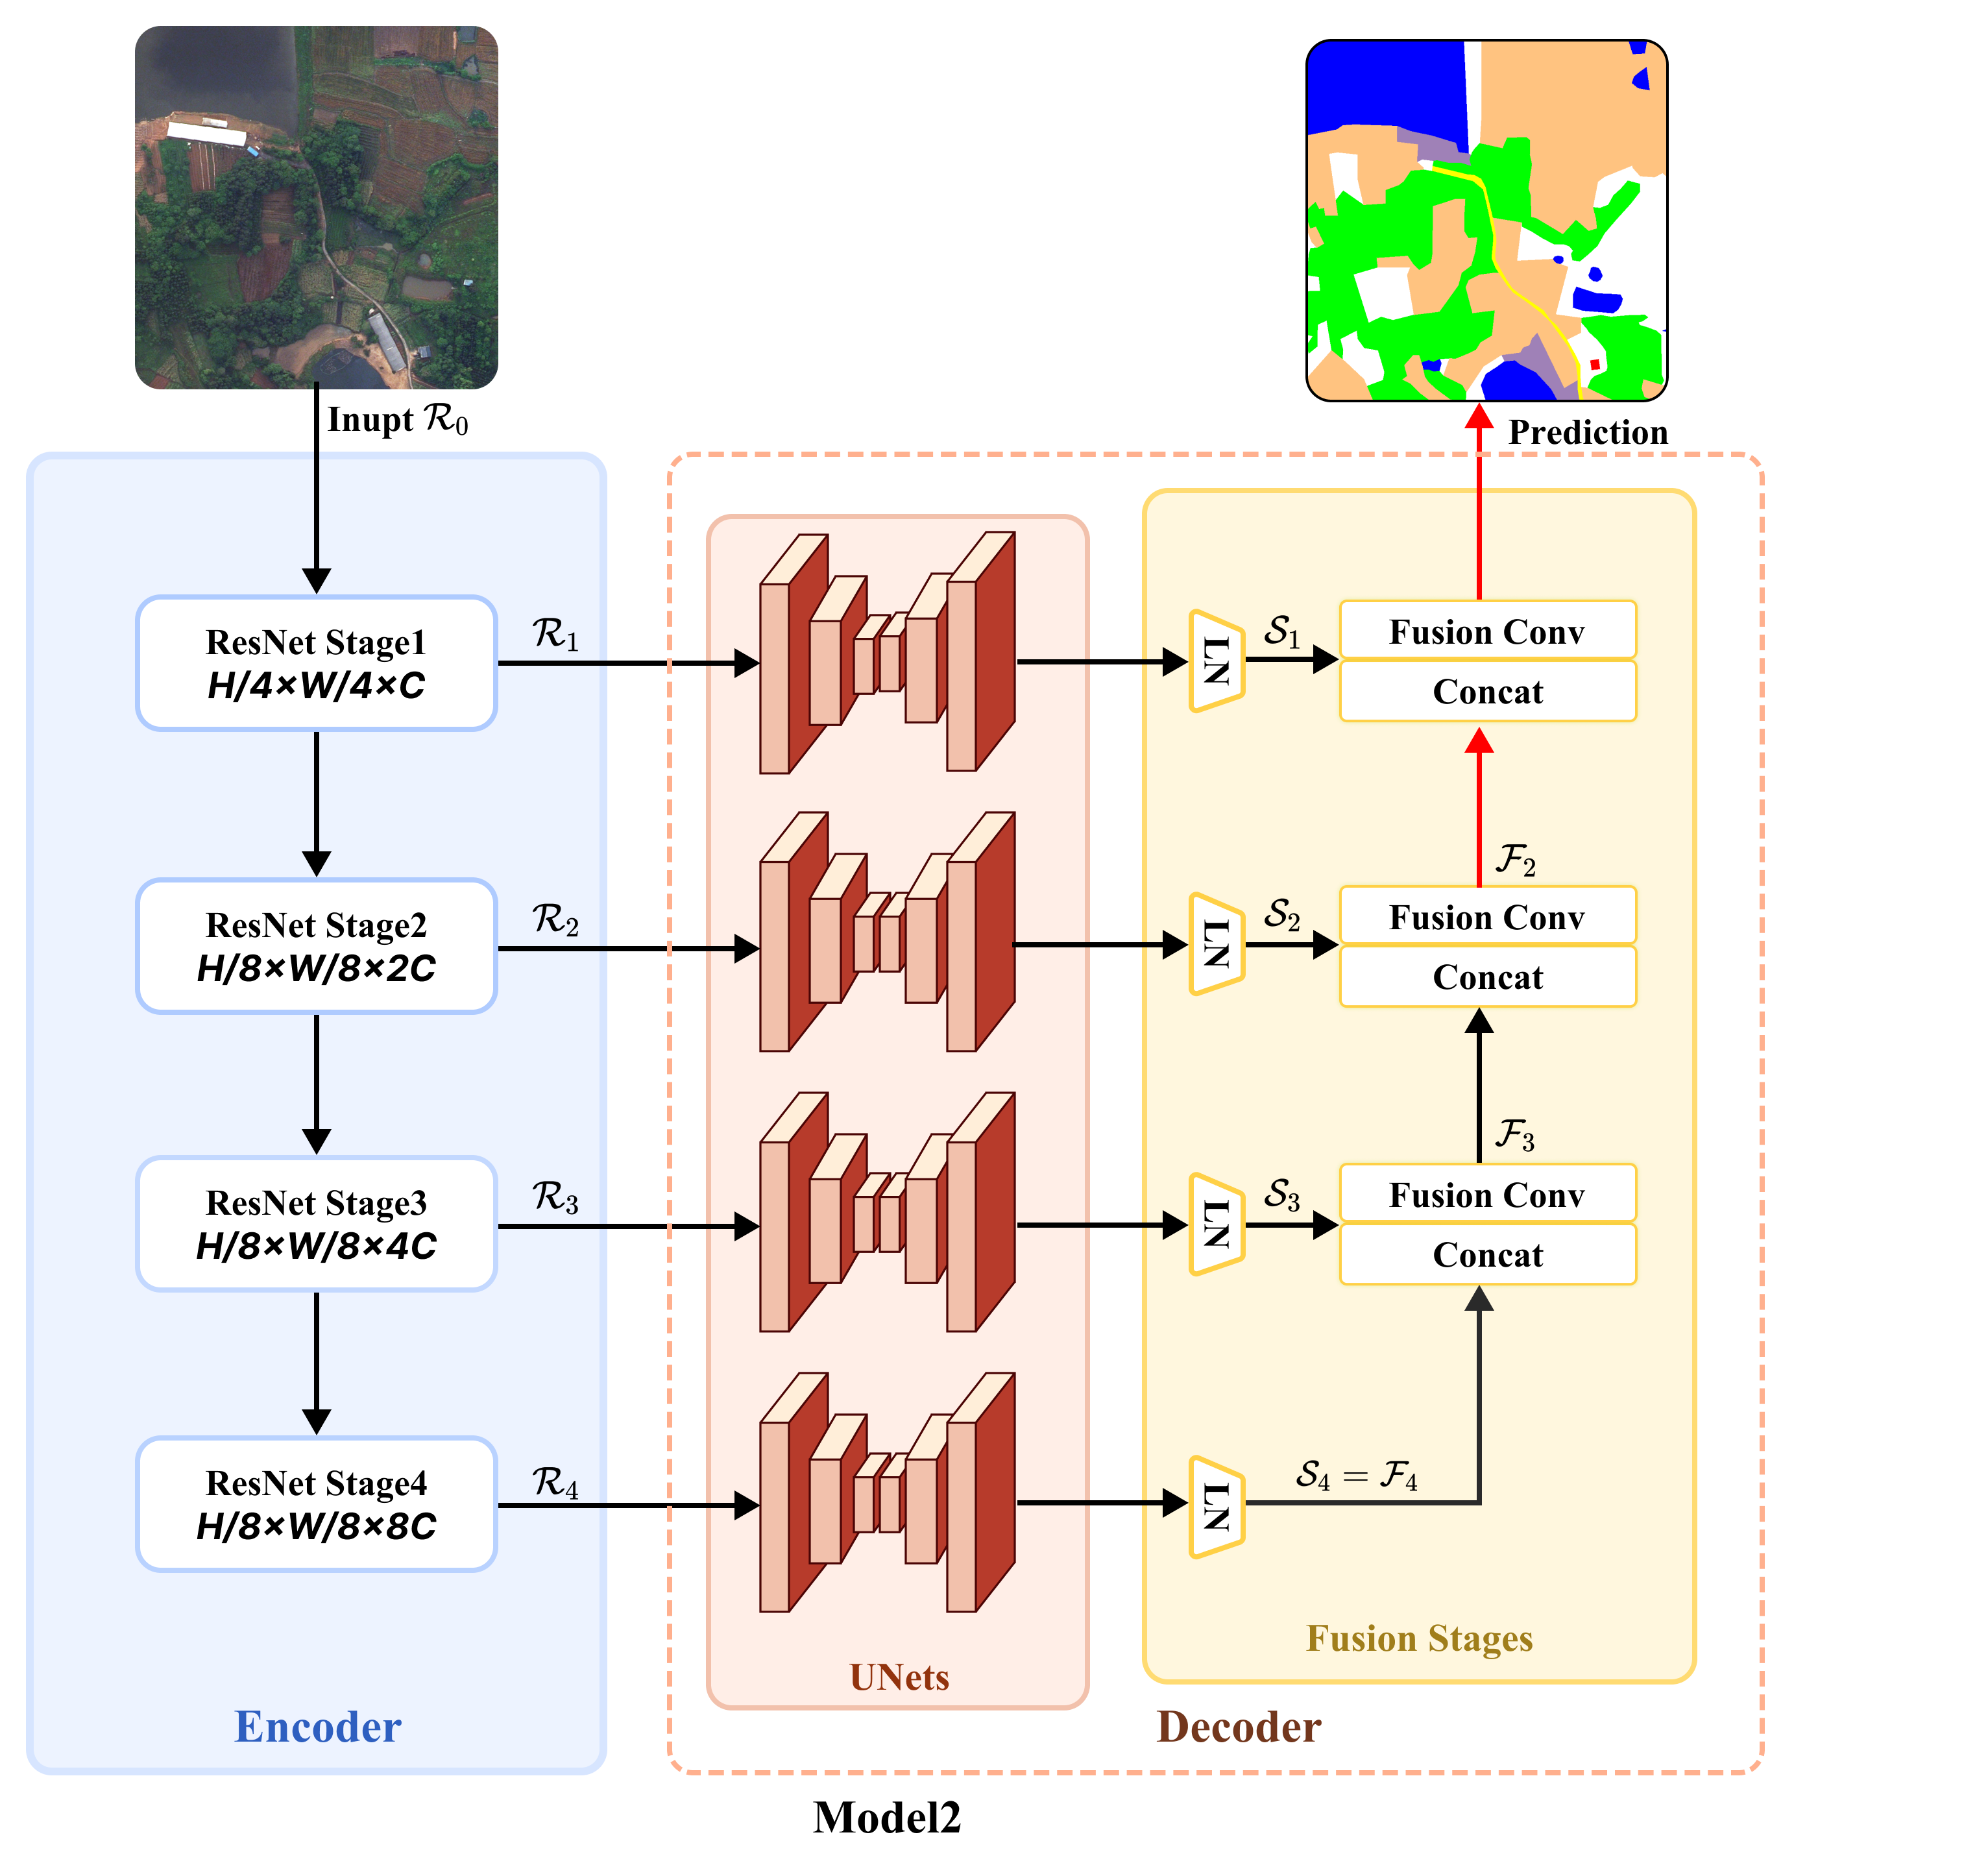 Inupt R0
Prediction
ResNet Stage1
H/4×W/4×C
R1
LN
S1
Fusion Conv
Concat
F2
ResNet Stage2
H/8×W/8×2C
R2
LN
S2
Fusion Conv
Concat
F3
ResNet Stage3
H/8×W/8×4C
R3
LN
S3
Fusion Conv
Concat
ResNet Stage4
H/8×W/8×8C
R4
LN
S4 = F4
Fusion Stages
UNets
Encoder
Decoder
Model2